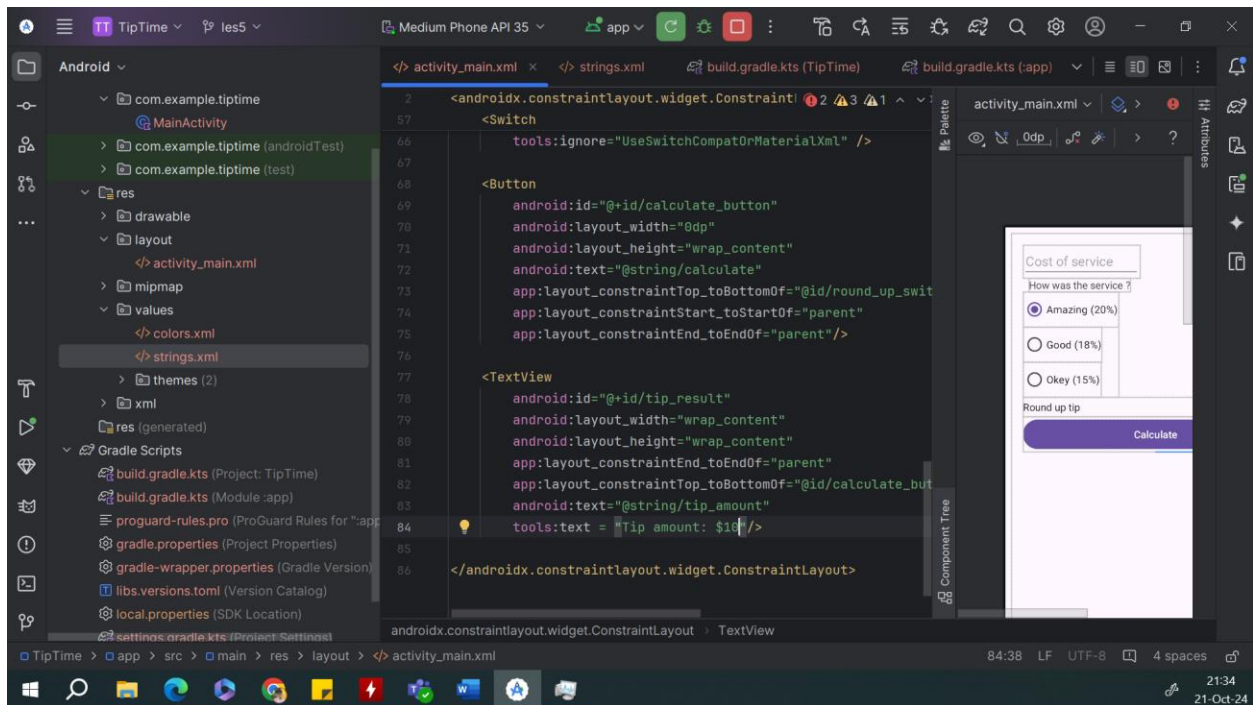 TT TipTime les5 Medium Phone API 35 app
Android
activity_main.xml strings.xml build.gradle.kts (TipTime) build.gradle.kts (:app)
com.example.tiptime
MainActivity
com.example.tiptime (androidTest)
com.example.tiptime (test)
res
drawable
layout
activity_main.xml
mipmap
values
colors.xml
strings.xml
themes (2)
xml
res (generated)
Gradle Scripts
build.gradle.kts (Project: TipTime)
build.gradle.kts (Module :app)
proguard-rules.pro (ProGuard Rules for ":app
gradle.properties (Project Properties)
gradle-wrapper.properties (Gradle Version)
libs.versions.toml (Version Catalog)
local.properties (SDK Location)
settings.gradle.kts (Project Settings)
2 <androidx.constraintlayout.widget.Constraintl 2 3 1
57 <Switch
66 tools:ignore="UseSwitchCompatOrMaterialXml" />
67
68 <Button
69 android:id="@+id/calculate_button"
70 android:layout_width="0dp"
71 android:layout_height="wrap_content"
72 android:text="@string/calculate"
73 app:layout_constraintTop_toBottomOf="@id/round_up_swit
74 app:layout_constraintStart_toStartOf="parent"
75 app:layout_constraintEnd_toEndOf="parent"/>
76
77 <TextView
78 android:id="@+id/tip_result"
79 android:layout_width="wrap_content"
80 android:layout_height="wrap_content"
81 app:layout_constraintEnd_toEndOf="parent"
82 app:layout_constraintTop_toBottomOf="@id/calculate_but
83 android:text="@string/tip_amount"
84 tools:text = "Tip amount: $10"/>
85
86 </androidx.constraintlayout.widget.ConstraintLayout>
androidx.constraintlayout.widget.ConstraintLayout > TextView
Palette
Component Tree
activity_main.xml
0dp ?
Attributes
Cost of service
How was the service ?
Amazing (20%)
Good (18%)
Okey (15%)
Round up tip
Calculate
TipTime > app > src > main > res > layout > activity_main.xml 84:38 LF UTF-8 4 spaces
21:34
21-Oct-24